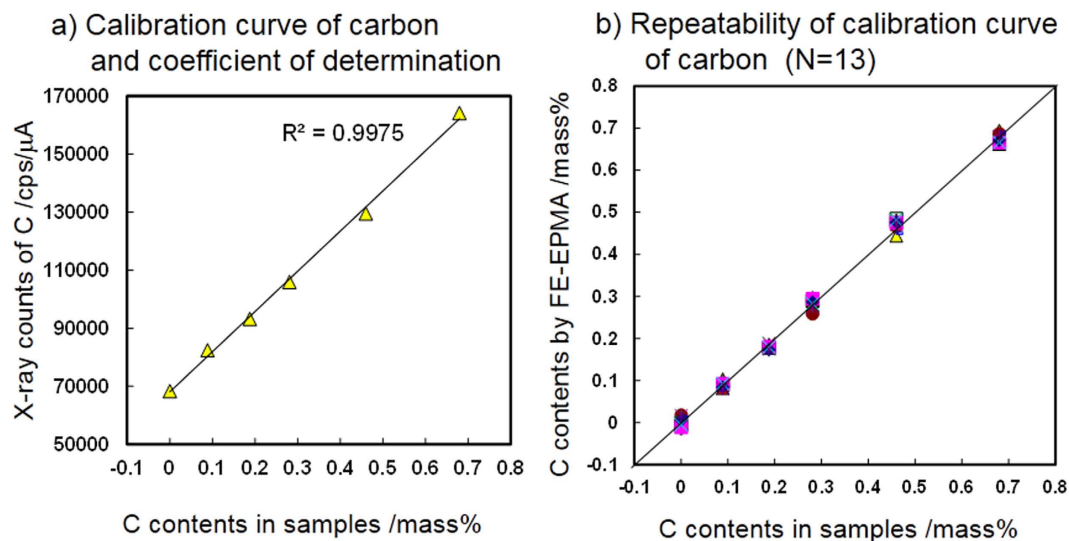 a) Calibration curve of carbon
and coefficient of determination
170000
150000
130000
110000
90000
70000
50000
X-ray counts of C /cps/μA
R² = 0.9975
-0.1 0 0.1 0.2 0.3 0.4 0.5 0.6 0.7 0.8
C contents in samples /mass%
b) Repeatability of calibration curve
of carbon (N=13)
0.8
0.7
0.6
0.5
0.4
0.3
0.2
0.1
0
-0.1
C contents by FE-EPMA /mass%
-0.1 0 0.1 0.2 0.3 0.4 0.5 0.6 0.7 0.8
C contents in samples /mass%